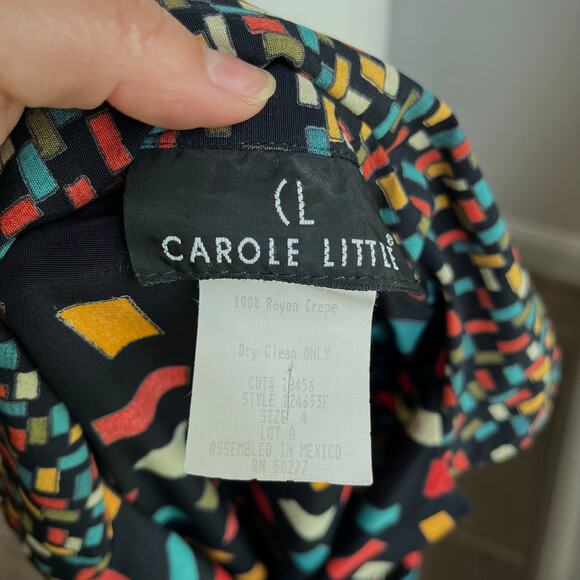 CL
CAROLE LITTLE®
100% Rayon Crepe
Dry Clean ONLY
CUT# 23456
STYLE 124653F
SIZE 4
LOT A
ASSEMBLED IN MEXICO
RN 50277